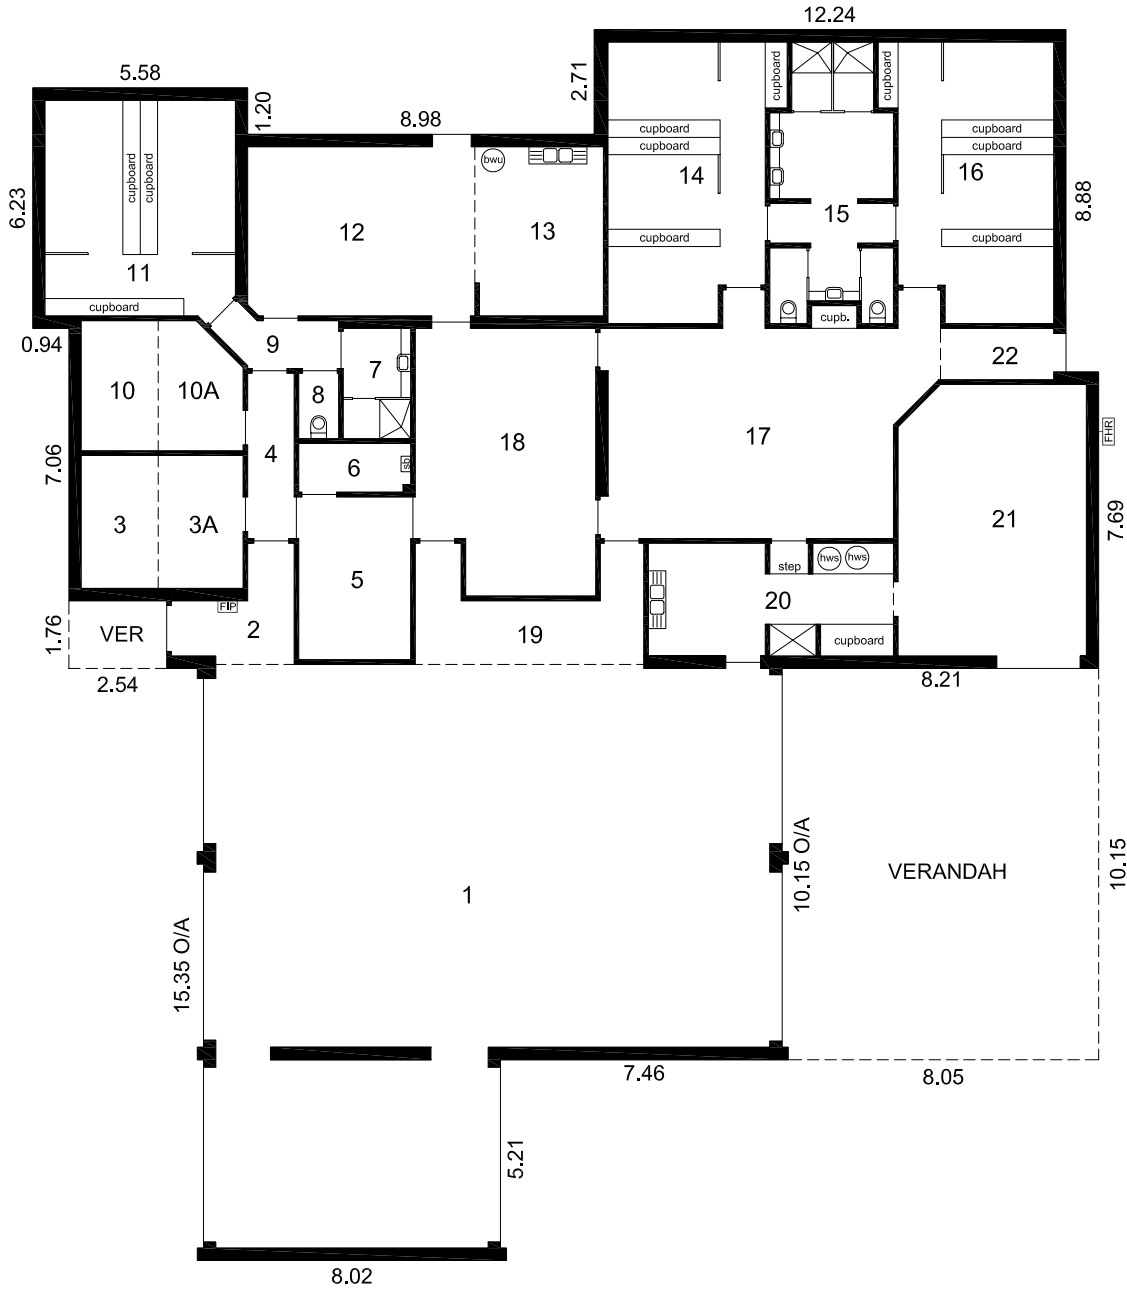 12.24
5.58
2.71
1.20
8.98
cupboard
cupboard
cupboard
cupboard
cupboard
cupboard
cupboard
cupboard
cupboard
cupboard
bwu
14
16
6.23
8.88
12
13
15
cupboard
cupboard
11
cupboard
cupb.
0.94
9
22
7
10
10A
8
FHR
17
18
4
7.06
6
sb
3
3A
21
7.69
hws
hws
step
5
20
FIP
1.76
VER
2
19
cupboard
2.54
8.21
10.15 O/A
10.15
VERANDAH
1
15.35 O/A
7.46
8.05
5.21
8.02